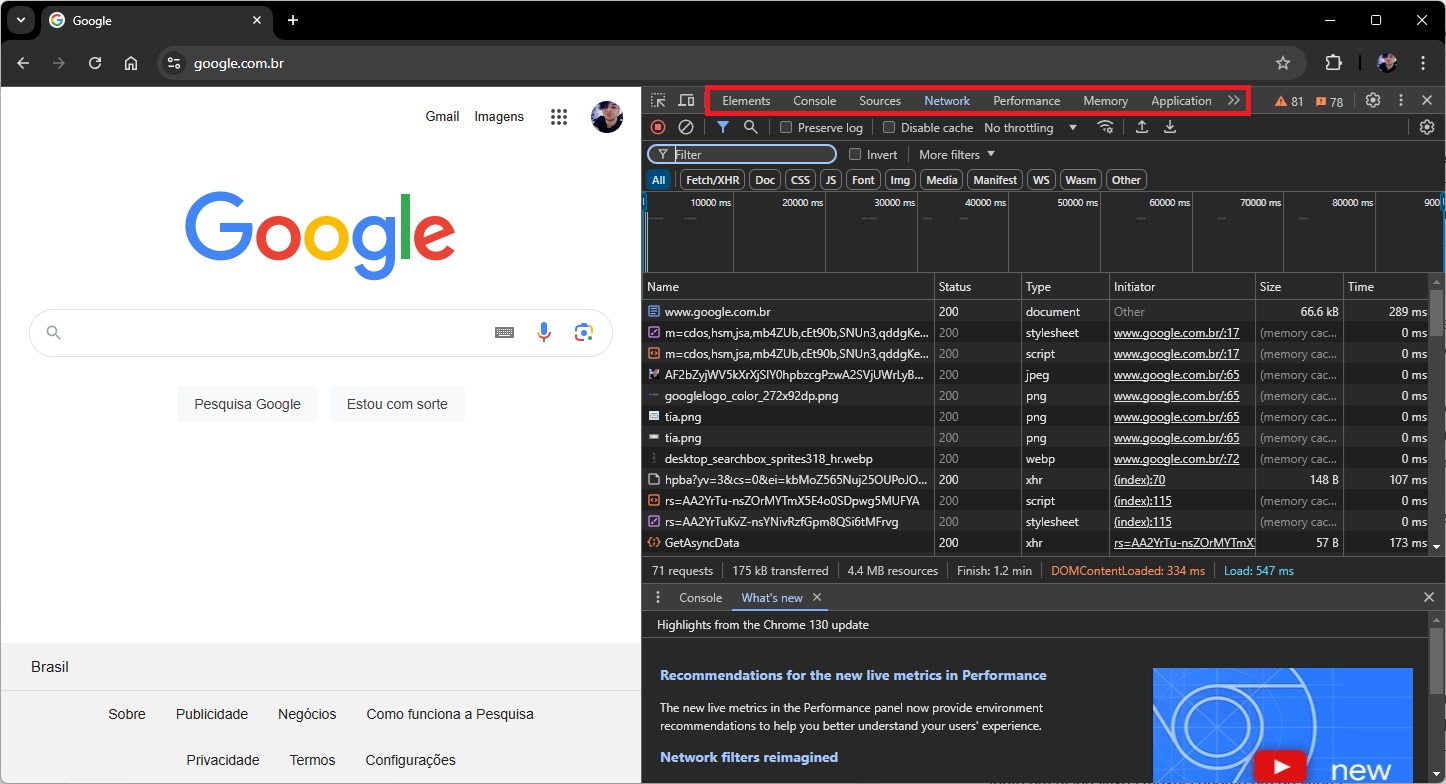 Google
google.com.br
Gmail Imagens
Google
Pesquisa Google Estou com sorte
Brasil
Sobre Publicidade Negócios Como funciona a Pesquisa
Privacidade Termos Configurações
Elements Console Sources Network Performance Memory Application 81 78
Preserve log Disable cache No throttling
Filter Invert More filters
All Fetch/XHR Doc CSS JS Font Img Media Manifest WS Wasm Other
10000 ms 20000 ms 30000 ms 40000 ms 50000 ms 60000 ms 70000 ms 80000 ms 900
Name Status Type Initiator Size Time
www.google.com.br 200 document Other 66.6 kB 289 ms
m=cdos,hsm,jsa,mb4ZUb,cEt90b,SNUn3,qddgKe... 200 stylesheet www.google.com.br/:17 (memory cac... 0 ms
m=cdos,hsm,jsa,mb4ZUb,cEt90b,SNUn3,qddgKe... 200 script www.google.com.br/:17 (memory cac... 0 ms
AF2bZyjWV5kXrXjSlY0hpbzcgPzwA2SVjUWrLyB... 200 jpeg www.google.com.br/:65 (memory cac... 0 ms
googlelogo_color_272x92dp.png 200 png www.google.com.br/:65 (memory cac... 0 ms
tia.png 200 png www.google.com.br/:65 (memory cac... 0 ms
tia.png 200 png www.google.com.br/:65 (memory cac... 0 ms
desktop_searchbox_sprites318_hr.webp 200 webp www.google.com.br/:72 (memory cac... 0 ms
hpba?yv=3&cs=0&ei=kbMoZ565Nuj25OUPoJO... 200 xhr (index):70 148 B 107 ms
rs=AA2YrTu-nsZOrMYTmX5E4o0SDpwg5MUFYA 200 script (index):115 (memory cac... 0 ms
rs=AA2YrTuKvZ-nsYNivRzfGpm8QSi6tMFrvg 200 stylesheet (index):115 (memory cac... 0 ms
GetAsyncData 200 xhr rs=AA2YrTu-nsZOrMYTmX5 57 B 173 ms
71 requests 175 kB transferred 4.4 MB resources Finish: 1.2 min DOMContentLoaded: 334 ms Load: 547 ms
Console What's new
Highlights from the Chrome 130 update
Recommendations for the new live metrics in Performance
The new live metrics in the Performance panel now provide environment
recommendations to help you better understand your users' experience.
Network filters reimagined
new